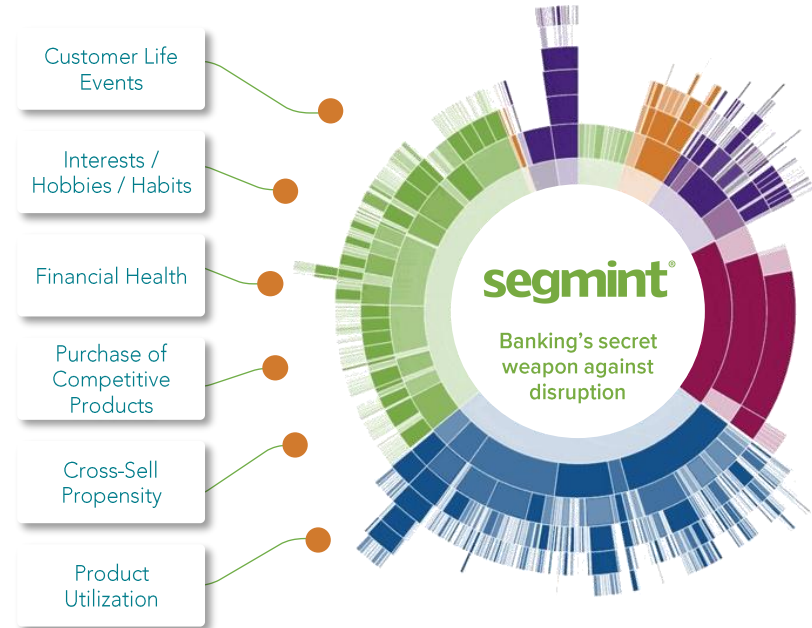 Customer Life
Events
Interests /
Hobbies / Habits
Financial Health
Purchase of
Competitive
Products
Cross-Sell
Propensity
Product
Utilization
segmint®
Banking's secret
weapon against
disruption